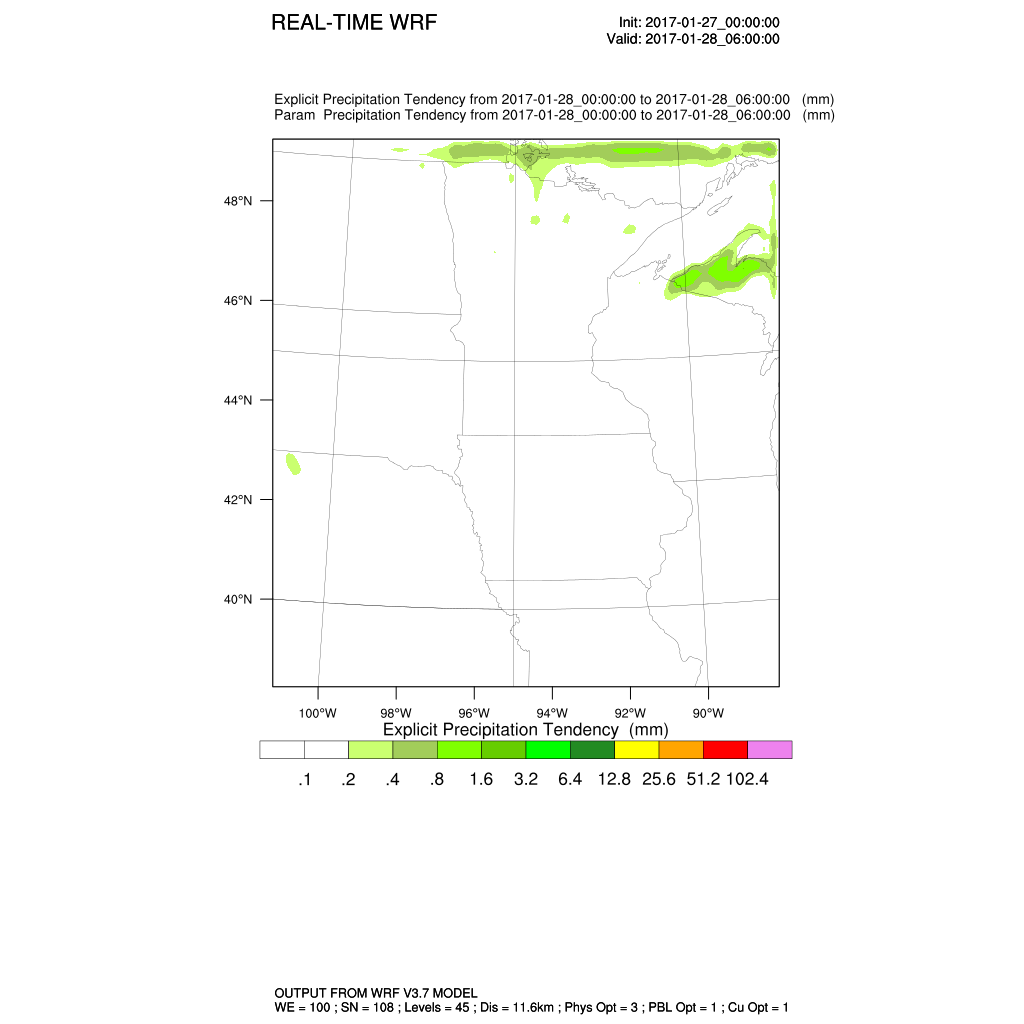 REAL-TIME WRF
Init: 2017-01-27_00:00:00
Valid: 2017-01-28_06:00:00
Explicit Precipitation Tendency from 2017-01-28_00:00:00 to 2017-01-28_06:00:00 (mm)
Param Precipitation Tendency from 2017-01-28_00:00:00 to 2017-01-28_06:00:00 (mm)
48°N
46°N
44°N
42°N
40°N
100°W 98°W 96°W 94°W 92°W 90°W
Explicit Precipitation Tendency (mm)
.1 .2 .4 .8 1.6 3.2 6.4 12.8 25.6 51.2 102.4
OUTPUT FROM WRF V3.7 MODEL
WE = 100 ; SN = 108 ; Levels = 45 ; Dis = 11.6km ; Phys Opt = 3 ; PBL Opt = 1 ; Cu Opt = 1